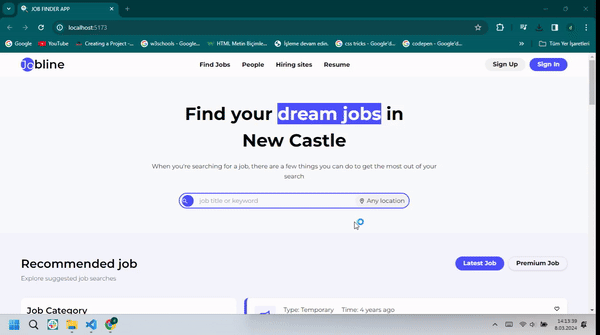 JOB FINDER APP
localhost:5173
Google
YouTube
Creating a Project -...
w3schools - Google...
HTML Metin Biçimle...
İşleme devam edin.
css tricks - Google'd...
codepen - Google'd...
Tüm Yer İşaretleri
Jobline
Find Jobs
People
Hiring sites
Resume
Sign Up
Sign In
Find your dream jobs in
New Castle
When you're searching for a job, there are a few things you can do to get the most out of your
search
job title or keyword
Any location
Recommended job
Latest Job
Premium Job
Explore suggested job searches
Job Category
Type: Temporary
Time: 4 years ago
14:13:39
8.03.2024